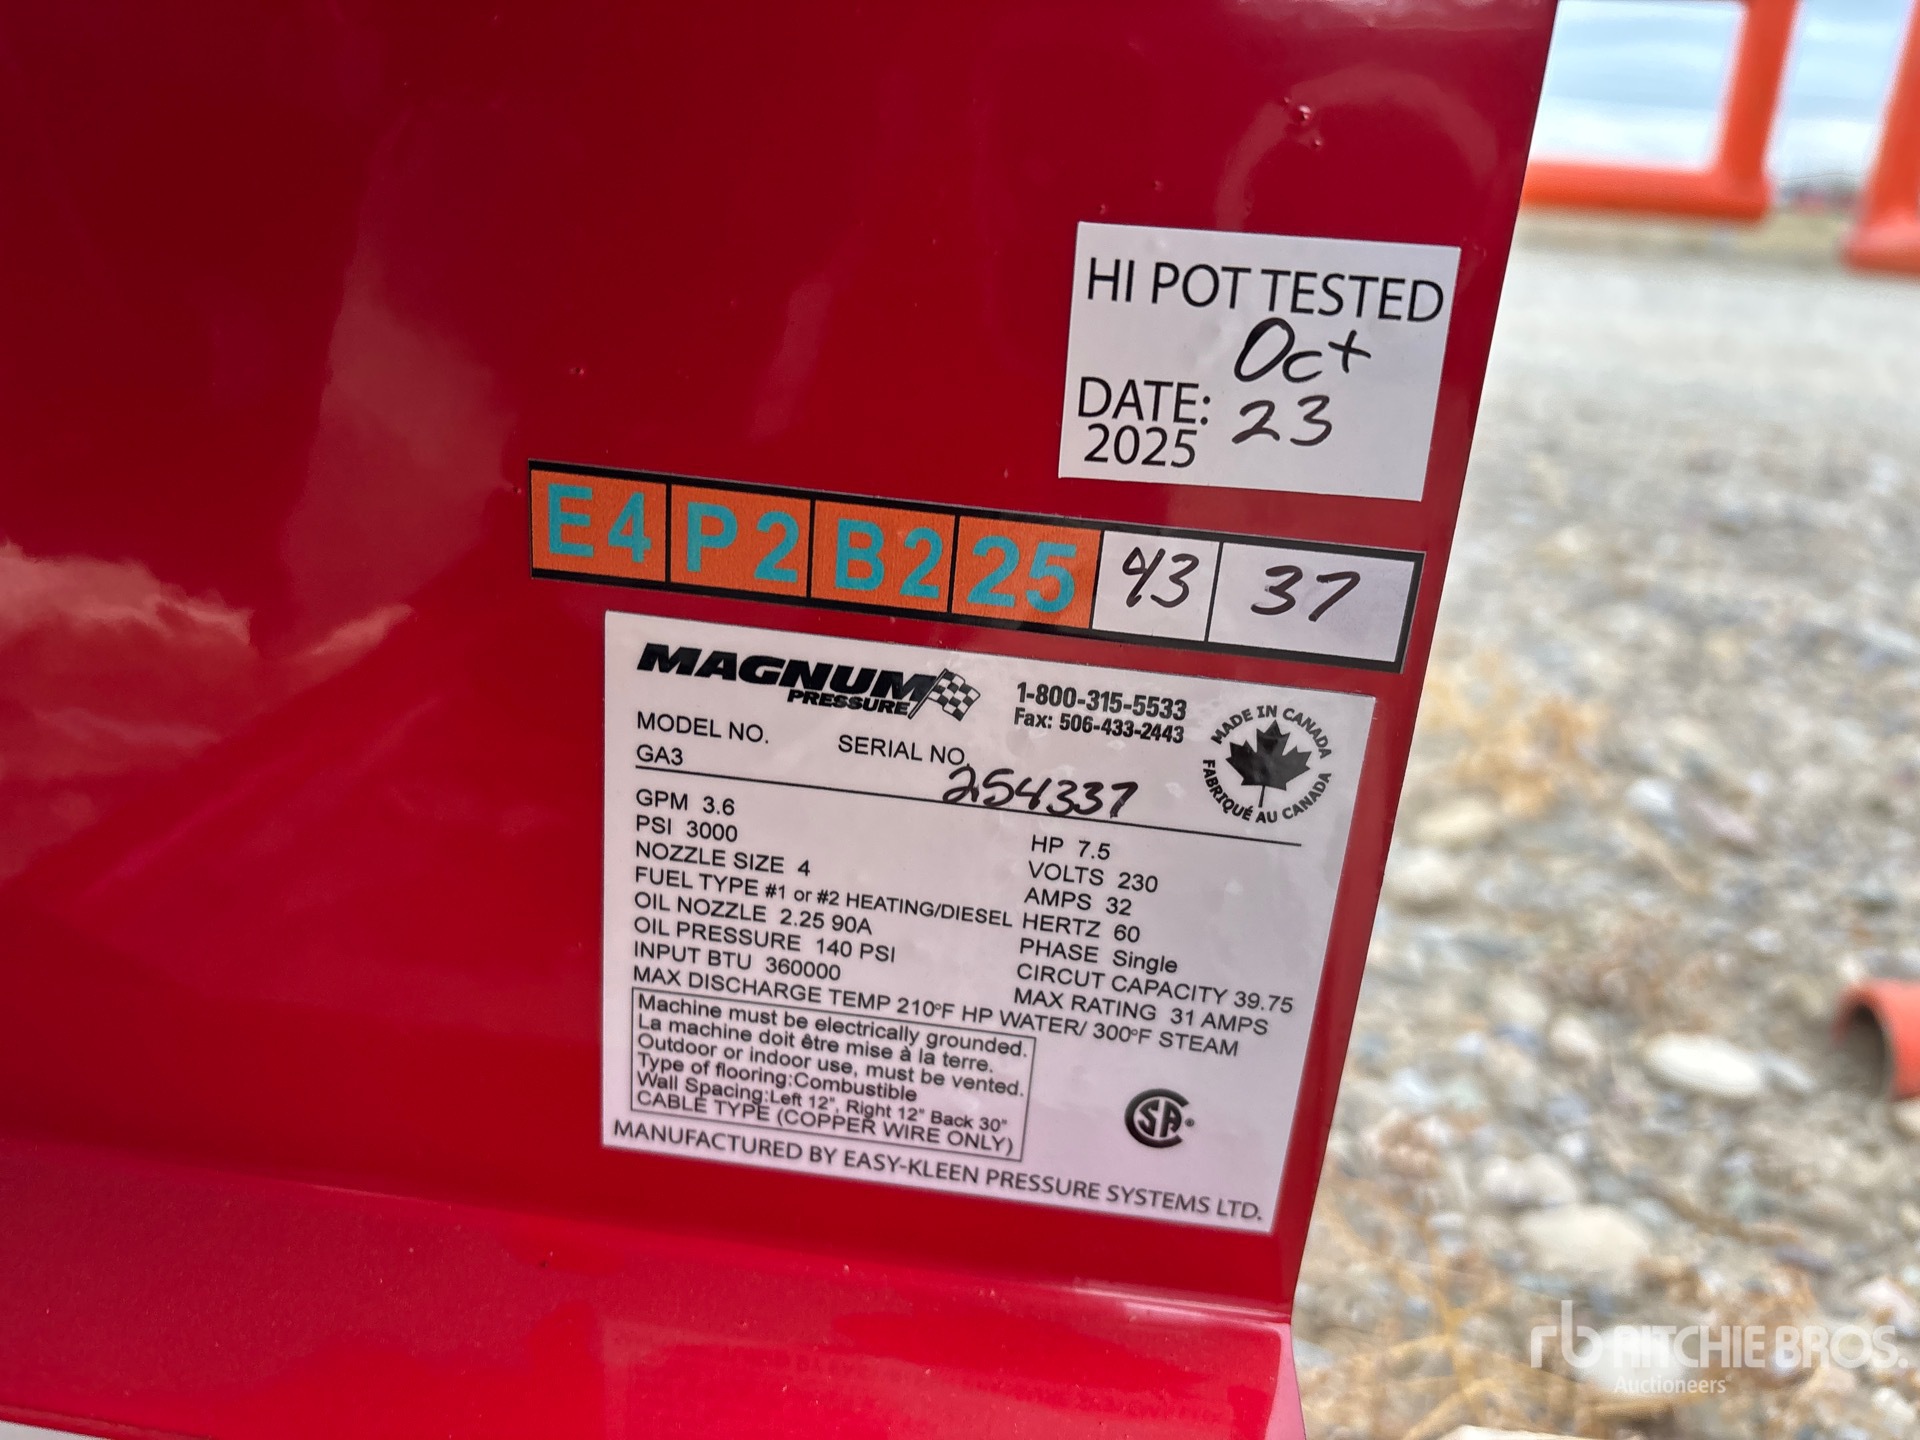 HI POT TESTED
Oct
DATE: 23
2025
E4 P2 B2 25 43 37
MAGNUM
PRESSURE
1-800-315-5533
Fax: 506-433-2443
MADE IN CANADA
FABRIQUÉ AU CANADA
MODEL NO. SERIAL NO.
GA3 254337
GPM 3.6
PSI 3000
NOZZLE SIZE 4
FUEL TYPE #1 or #2 HEATING/DIESEL
OIL NOZZLE 2.25 90A
OIL PRESSURE 140 PSI
INPUT BTU 360000
MAX DISCHARGE TEMP 210°F HP WATER/ 300°F STEAM
HP 7.5
VOLTS 230
AMPS 32
HERTZ 60
PHASE Single
CIRCUT CAPACITY 39.75
MAX RATING 31 AMPS
Machine must be electrically grounded.
La machine doit être mise à la terre.
Outdoor or indoor use, must be vented.
Type of flooring:Combustible
Wall Spacing:Left 12", Right 12" Back 30"
CABLE TYPE (COPPER WIRE ONLY)
SA®
MANUFACTURED BY EASY-KLEEN PRESSURE SYSTEMS LTD.
rb RITCHIE BROS.
Auctioneers